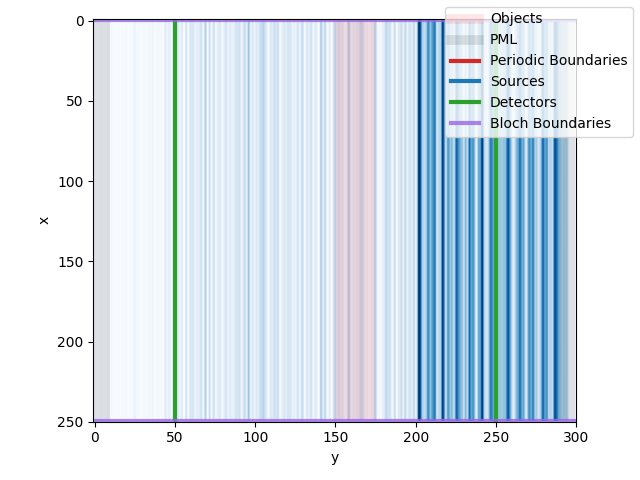 Objects
PML
Periodic Boundaries
Sources
Detectors
Bloch Boundaries
0
50
100
150
200
250
x
0
50
100
150
200
250
300
y